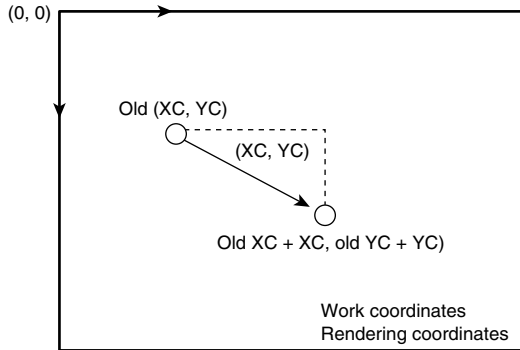 (0, 0)
Old (XC, YC)
(XC, YC)
Old XC + XC, old YC + YC)
Work coordinates
Rendering coordinates